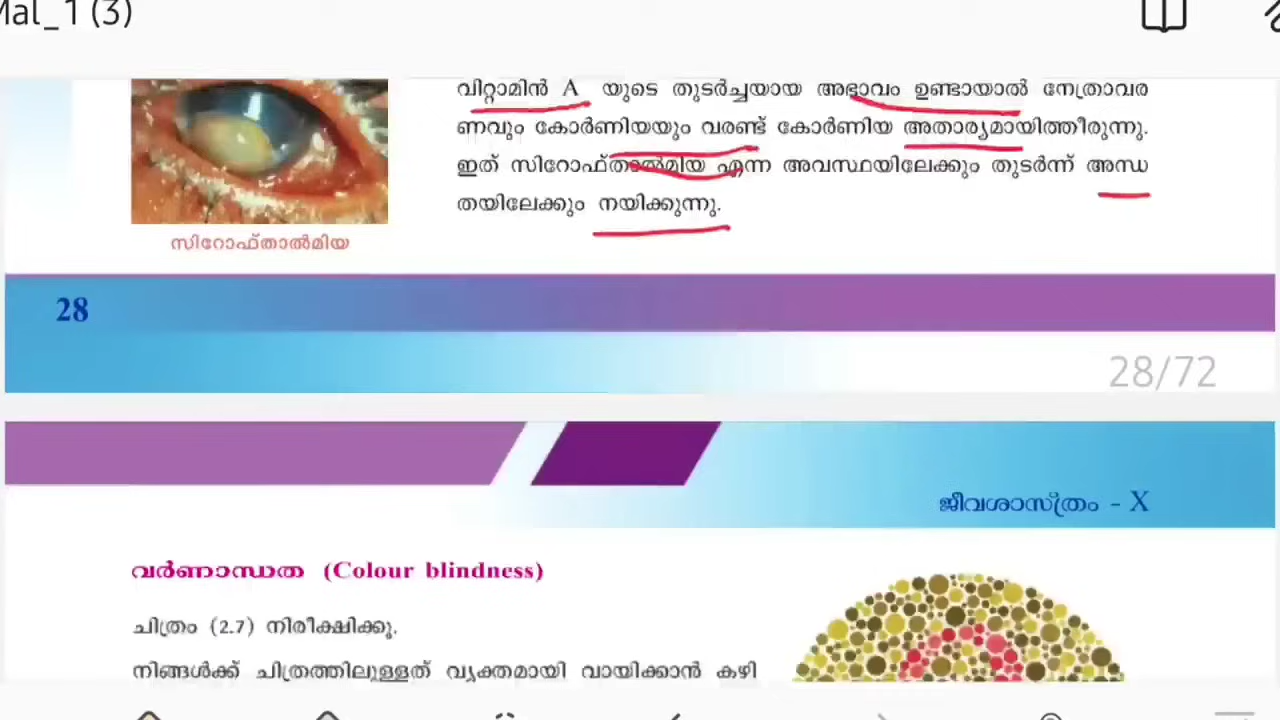 Mal_1 (3)
വിറ്റാമിൻ A യുടെ തുടർച്ചയായ അഭാവം ഉണ്ടായാൽ നേത്രാവര
ണവും കോർണിയയും വരണ്ട് കോർണിയ അതാര്യമായിത്തീരുന്നു.
ഇത് സിറോഫ്താൽമിയ എന്ന അവസ്ഥയിലേക്കും തുടർന്ന് അന്ധ
തയിലേക്കും നയിക്കുന്നു.
സിറോഫ്താൽമിയ
28
28/72
ജീവശാസ്ത്രം - X
വർണാന്ധത (Colour blindness)
ചിത്രം (2.7) നിരീക്ഷിക്കൂ.
നിങ്ങൾക്ക് ചിത്രത്തിലുള്ളത് വ്യക്തമായി വായിക്കാൻ കഴി